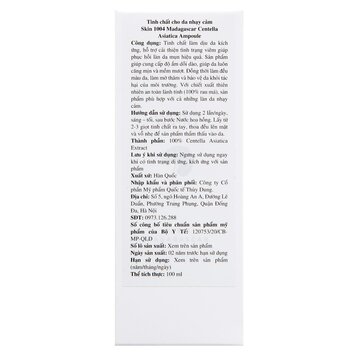 Tinh chất cho da nhạy cảm
Skin 1004 Madagascar Centella
Asiatica Ampoule
Công dụng: Tinh chất làm dịu da kích
ứng, hỗ trợ cải thiện tình trạng viêm giúp
phục hồi làn da mụn hiệu quả. Sản phẩm
giúp cung cấp độ ẩm dồi dào, giúp da luôn
căng mịn và mềm mượt. Đồng thời làm đều
màu da, làm mờ thâm và bảo vệ da khỏi tác
hại của môi trường. Với chiết xuất thiên
nhiên an toàn lành tính (100% rau má), sản
phẩm phù hợp với cả những làn da nhạy
cảm.
Hướng dẫn sử dụng: Sử dụng 2 lần/ngày,
sáng – tối, sau bước Nước hoa hồng. Lấy từ
2-3 giọt tinh chất ra tay, thoa đều lên mặt
và vỗ nhẹ để sản phẩm thẩm thấu vào da.
Thành phần: 100% Centella Asiatica
Extract
Lưu ý khi sử dụng: Ngừng sử dụng ngay
khi có tình trạng dị ứng, kích ứng với sản
phẩm
Xuất xứ: Hàn Quốc
Nhập khẩu và phân phối: Công ty Cổ
phần Mỹ phẩm Quốc tế Thùy Dung.
Địa chỉ: Số 5, ngõ Hoàng An A, Đường Lê
Duẩn, Phường Trung Phụng, Quận Đống
Đa, Hà Nội
SĐT: 0973.126.288
Số công bố tiêu chuẩn sản phẩm mỹ
phẩm của Bộ Y Tế: 120753/20/CB-
MP-QLD
Số lô sản xuất: Xem trên sản phẩm
Ngày sản xuất: 02 năm trước hạn sử dụng
Hạn sử dụng: Xem trên sản phẩm
(năm/tháng/ngày)
Thể tích thực: 100 ml